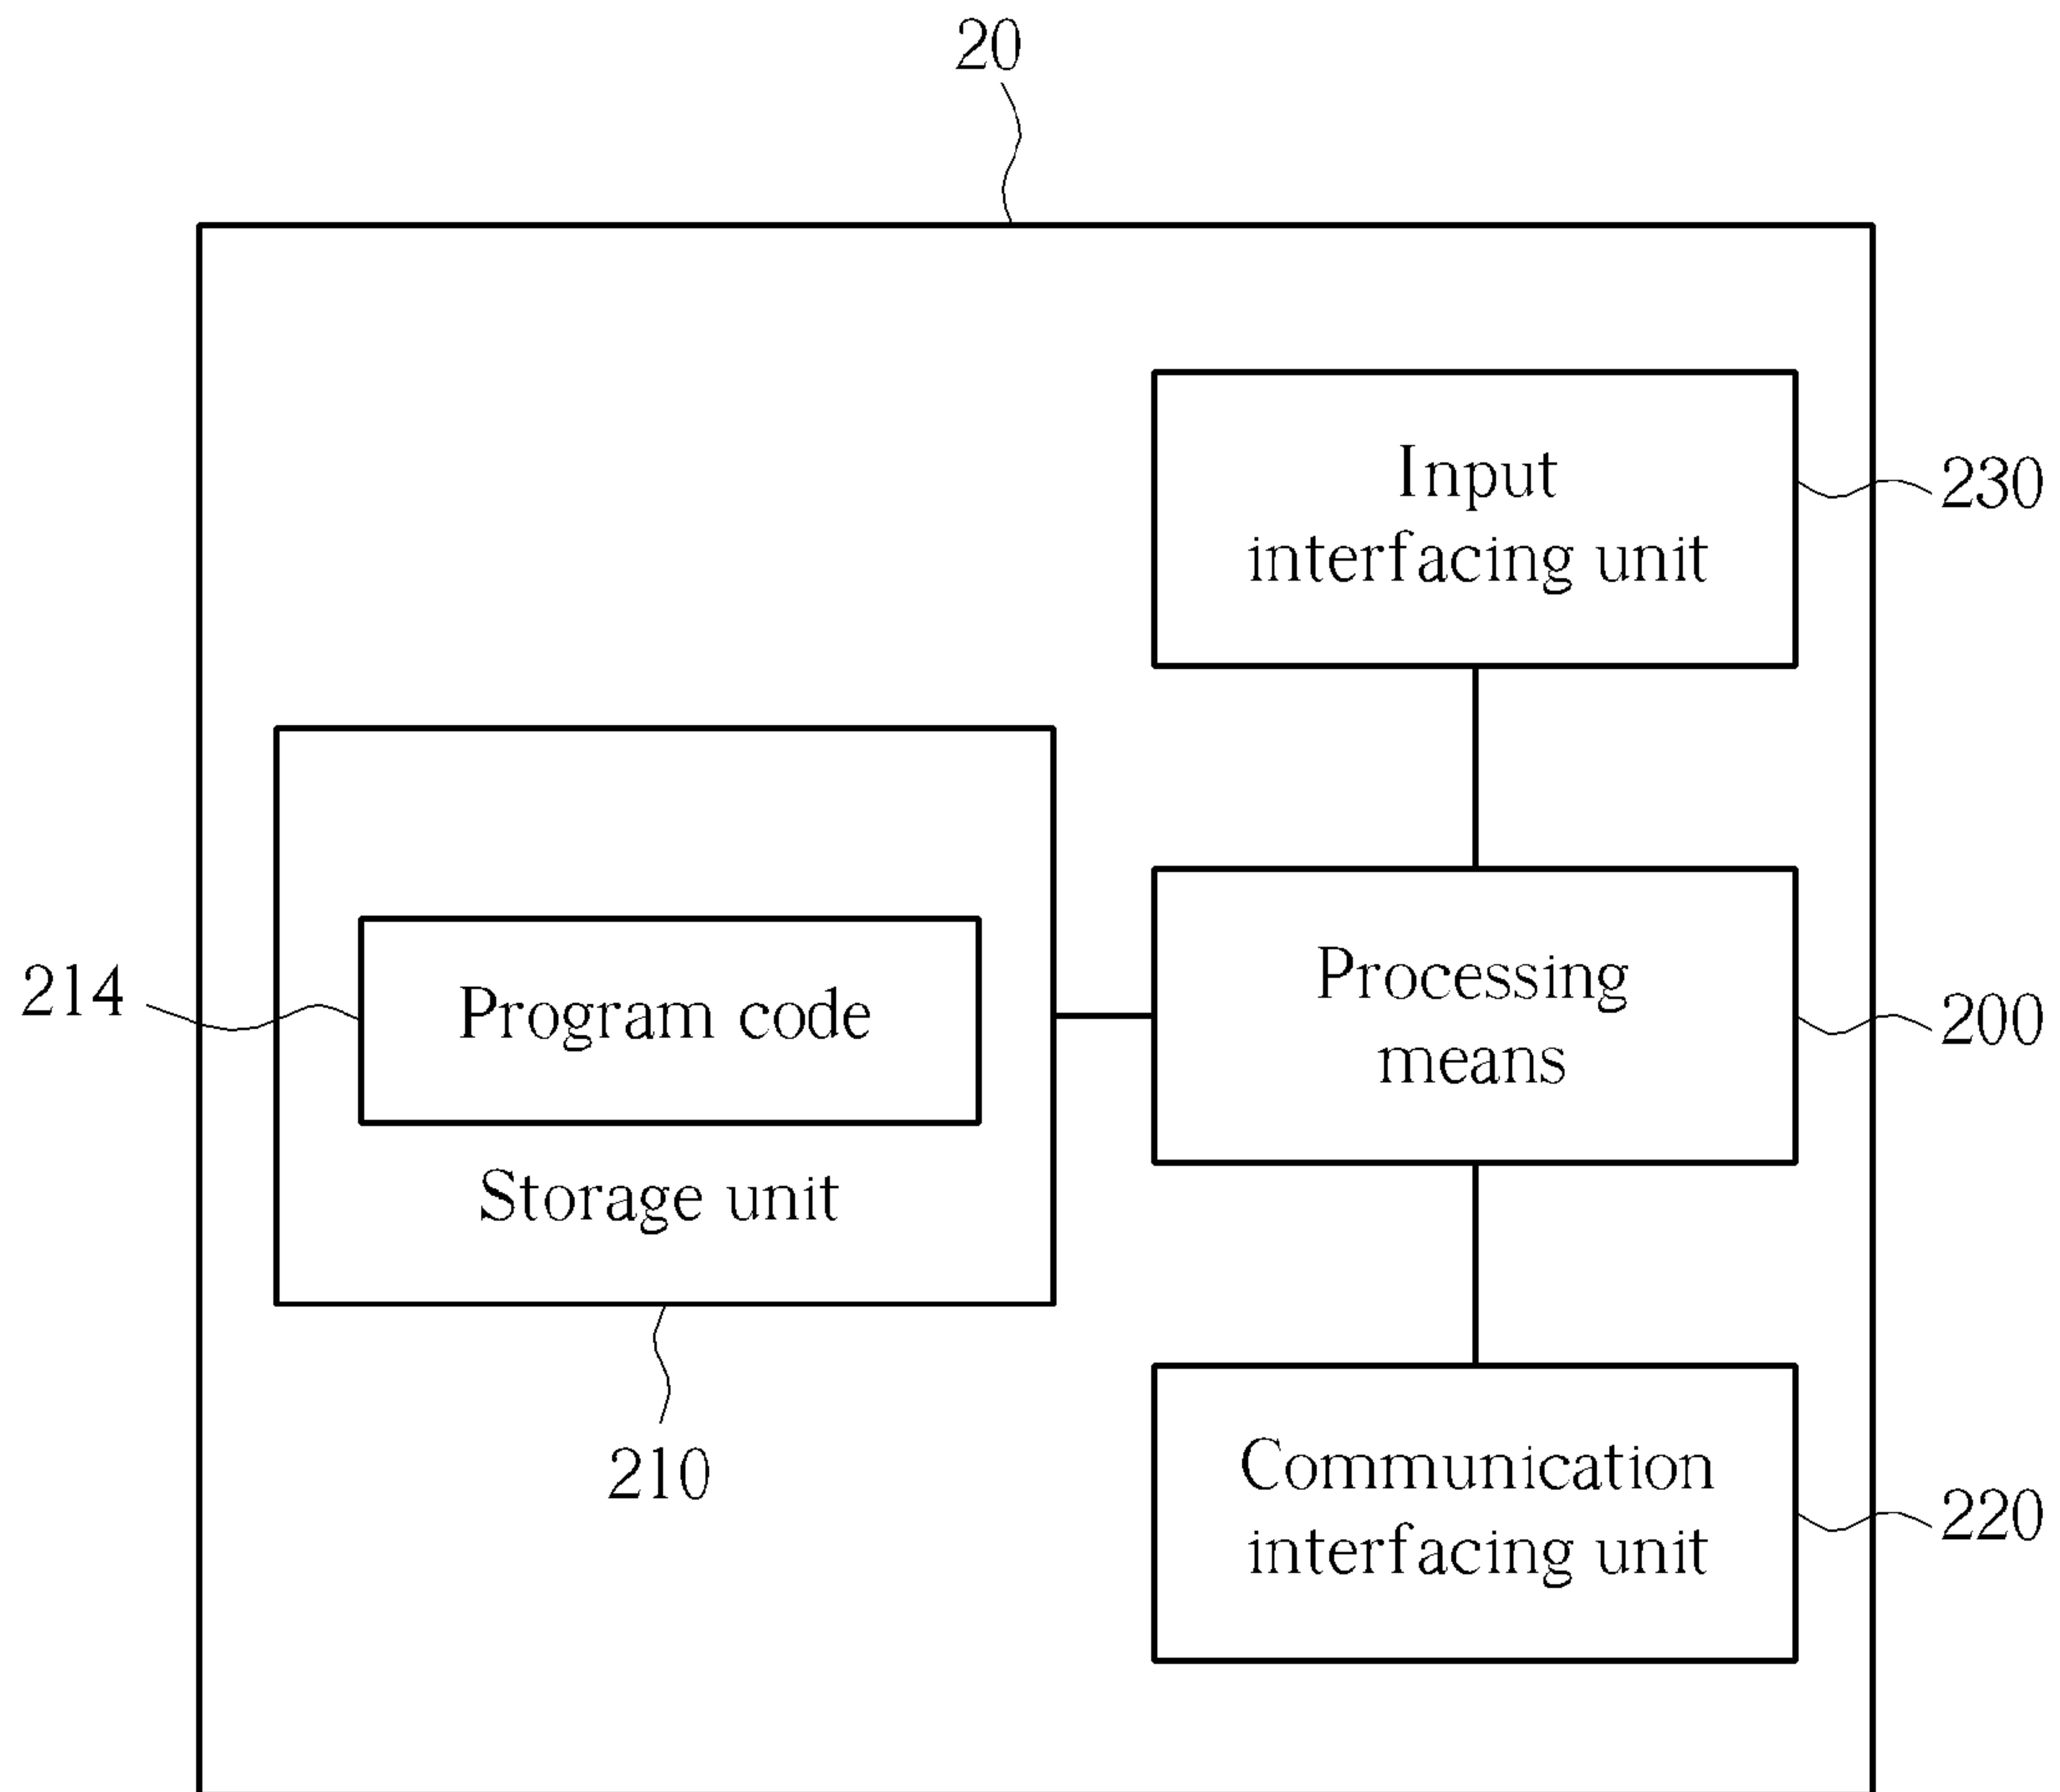 20
Input
interfacing unit
230
214
Program code
Processing
means
200
Storage unit
210
Communication
interfacing unit
220